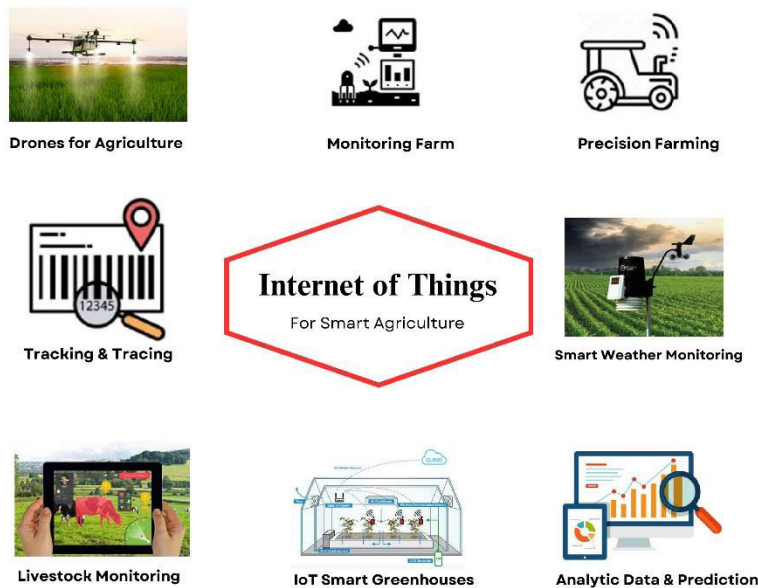 Drones for Agriculture
Monitoring Farm
Precision Farming
12345
Tracking & Tracing
Internet of Things
For Smart Agriculture
Smart Weather Monitoring
CLOUD
Livestock Monitoring
IoT Smart Greenhouses
Analytic Data & Prediction